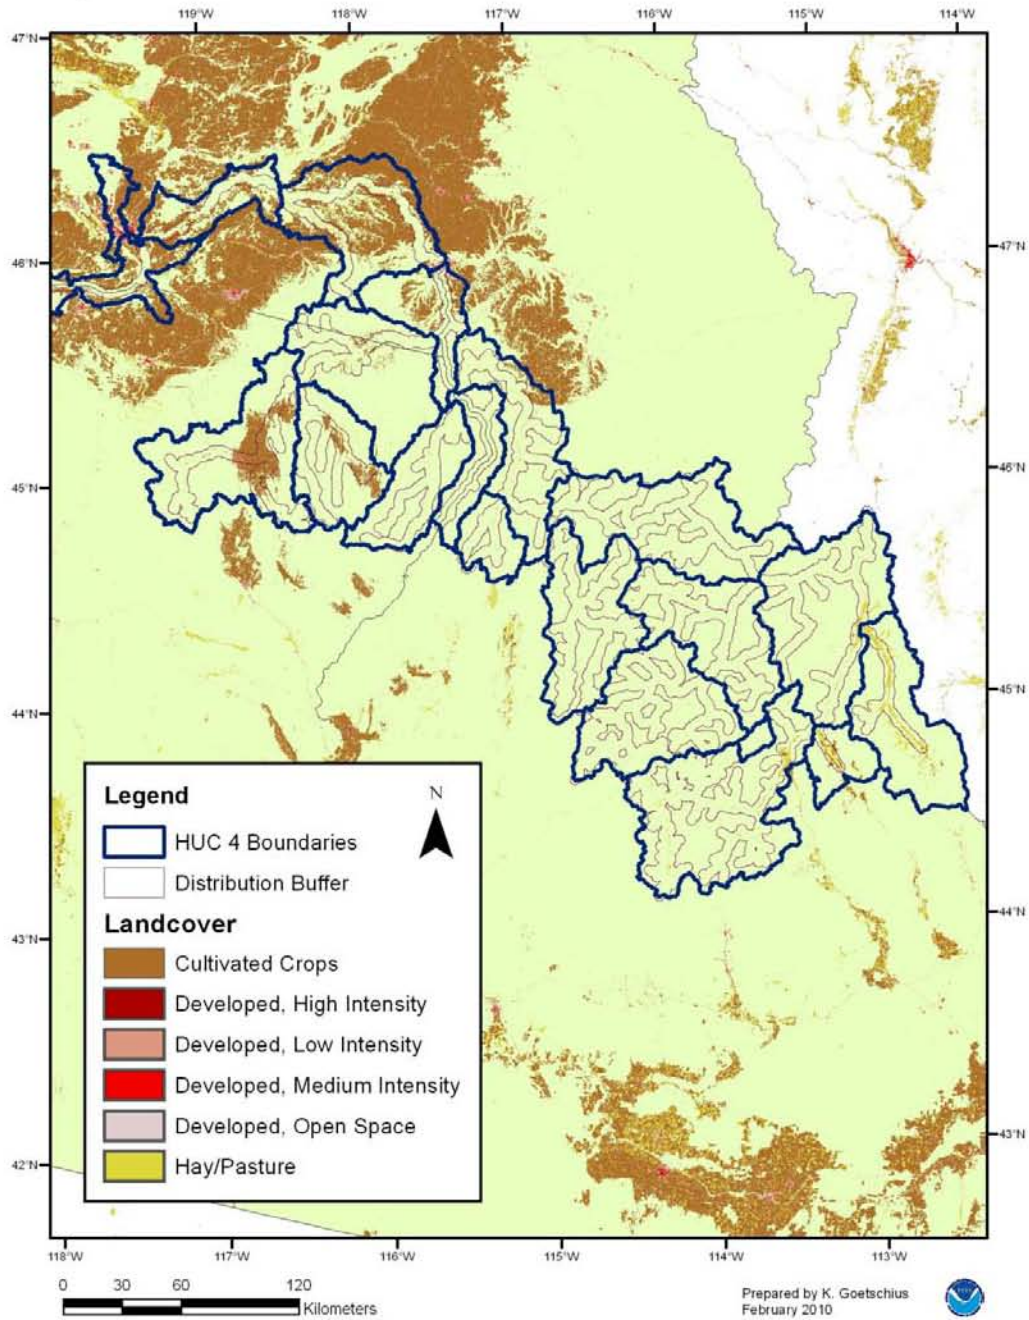 119°W 118°W 117°W 116°W 115°W 114°W
47°N
47°N
46°N
46°N
45°N
45°N
44°N
44°N
43°N
43°N
42°N
Legend
N
HUC 4 Boundaries
Distribution Buffer
Landcover
Cultivated Crops
Developed, High Intensity
Developed, Low Intensity
Developed, Medium Intensity
Developed, Open Space
Hay/Pasture
118°W 117°W 116°W 115°W 114°W 113°W
0 30 60 120
Kilometers
Prepared by K. Goetschius
February 2010